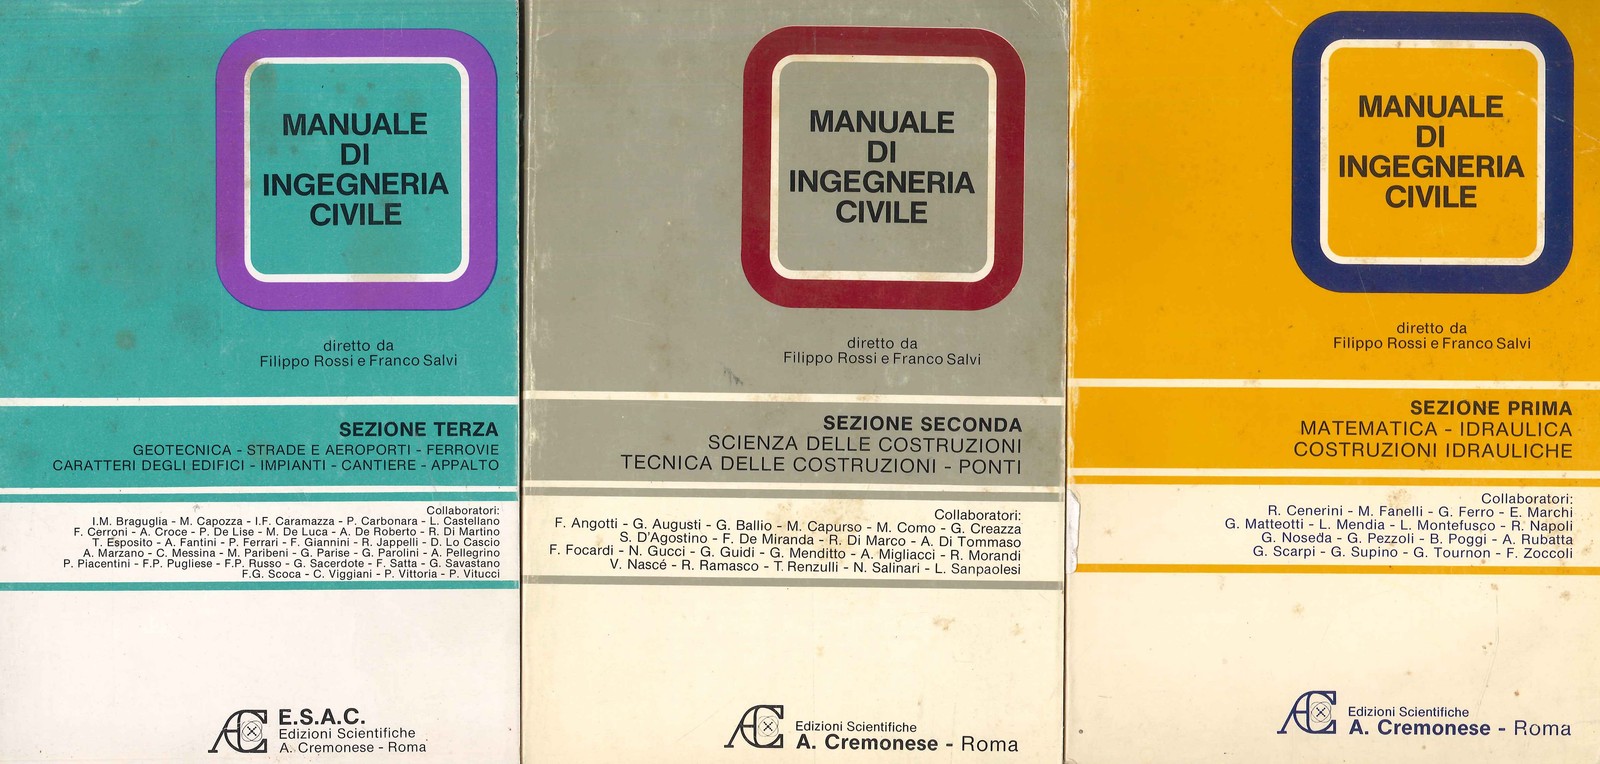 MANUALE
DI
INGEGNERIA
CIVILE
diretto da
Filippo Rossi e Franco Salvi
SEZIONE TERZA
GEOTECNICA - STRADE E AEROPORTI - FERROVIE
CARATTERI DEGLI EDIFICI - IMPIANTI - CANTIERE - APPALTO
Collaboratori:
I.M. Braguglia - M. Capozza - I.F. Caramazza - P. Carbonara - L. Castellano
F. Cerroni - A. Croce - P. De Lise - M. De Luca - A. De Roberto - R. Di Martino
T. Esposito - A. Fantini - P. Ferrari - F. Giannini - R. Jappelli - D. Lo Cascio
A. Marzano - C. Messina - M. Paribeni - G. Parise - G. Parolini - A. Pellegrino
P. Piacentini - F.P. Pugliese - F.P. Russo - G. Sacerdote - F. Satta - G. Savastano
F.G. Scoca - C. Viggiani - P. Vittoria - P. Vitucci
E.S.A.C.
Edizioni Scientifiche
A. Cremonese - Roma
MANUALE
DI
INGEGNERIA
CIVILE
diretto da
Filippo Rossi e Franco Salvi
SEZIONE SECONDA
SCIENZA DELLE COSTRUZIONI
TECNICA DELLE COSTRUZIONI - PONTI
Collaboratori:
F. Angotti - G. Augusti - G. Ballio - M. Capurso - M. Como - G. Creazza
S. D'Agostino - F. De Miranda - R. Di Marco - A. Di Tommaso
F. Focardi - N. Gucci - G. Guidi - G. Menditto - A. Migliacci - R. Morandi
V. Nascé - R. Ramasco - T. Renzulli - N. Salinari - L. Sanpaolesi
Edizioni Scientifiche
A. Cremonese - Roma
MANUALE
DI
INGEGNERIA
CIVILE
diretto da
Filippo Rossi e Franco Salvi
SEZIONE PRIMA
MATEMATICA - IDRAULICA
COSTRUZIONI IDRAULICHE
Collaboratori:
R. Cenerini - M. Fanelli - G. Ferro - E. Marchi
G. Matteotti - L. Mendia - L. Montefusco - R. Napoli
G. Noseda - G. Pezzoli - B. Poggi - A. Rubatta
G. Scarpi - G. Supino - G. Tournon - F. Zoccoli
Edizioni Scientifiche
A. Cremonese - Roma